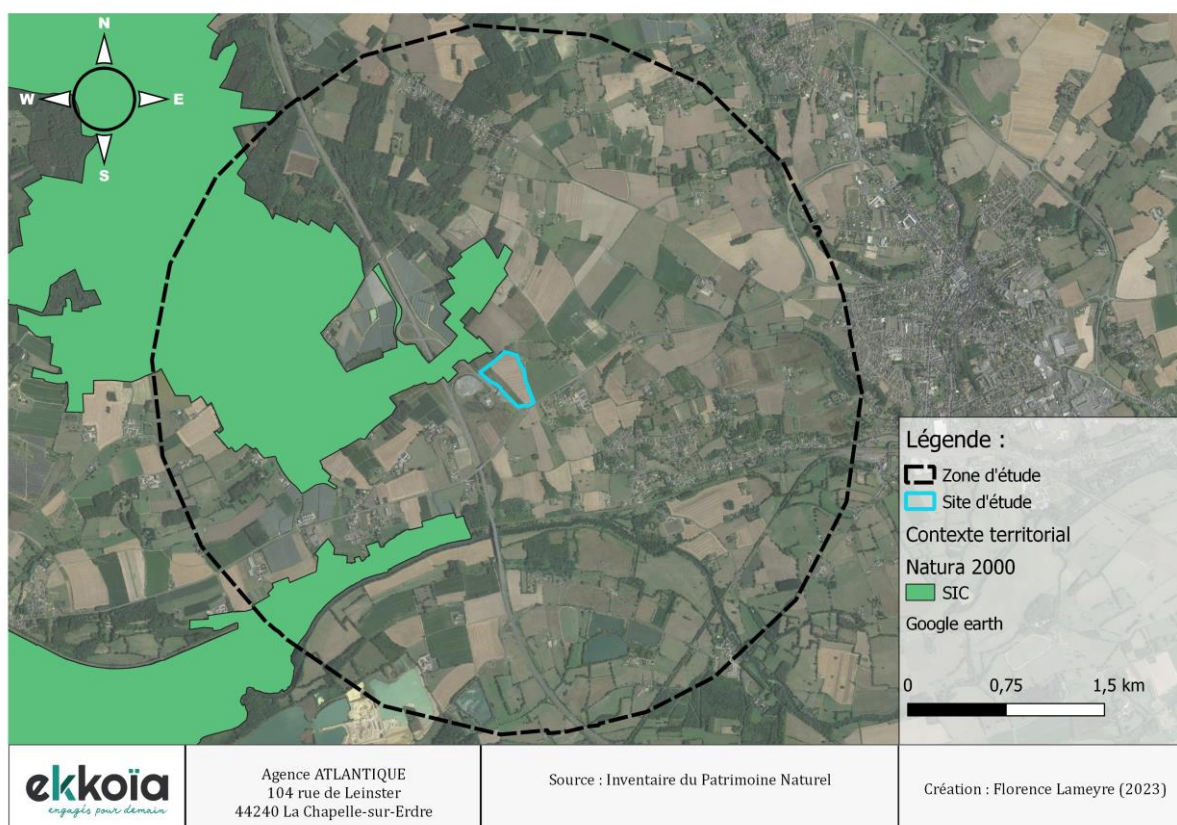 N
W
E
S
Légende :
Zone d'étude
Site d'étude
Contexte territorial
Natura 2000
SIC
Google earth
0 0,75 1,5 km
ekkoïa
engagés pour demain
Agence ATLANTIQUE
104 rue de Leinster
44240 La Chapelle-sur-Erdre
Source : Inventaire du Patrimoine Naturel
Création : Florence Lameyre (2023)